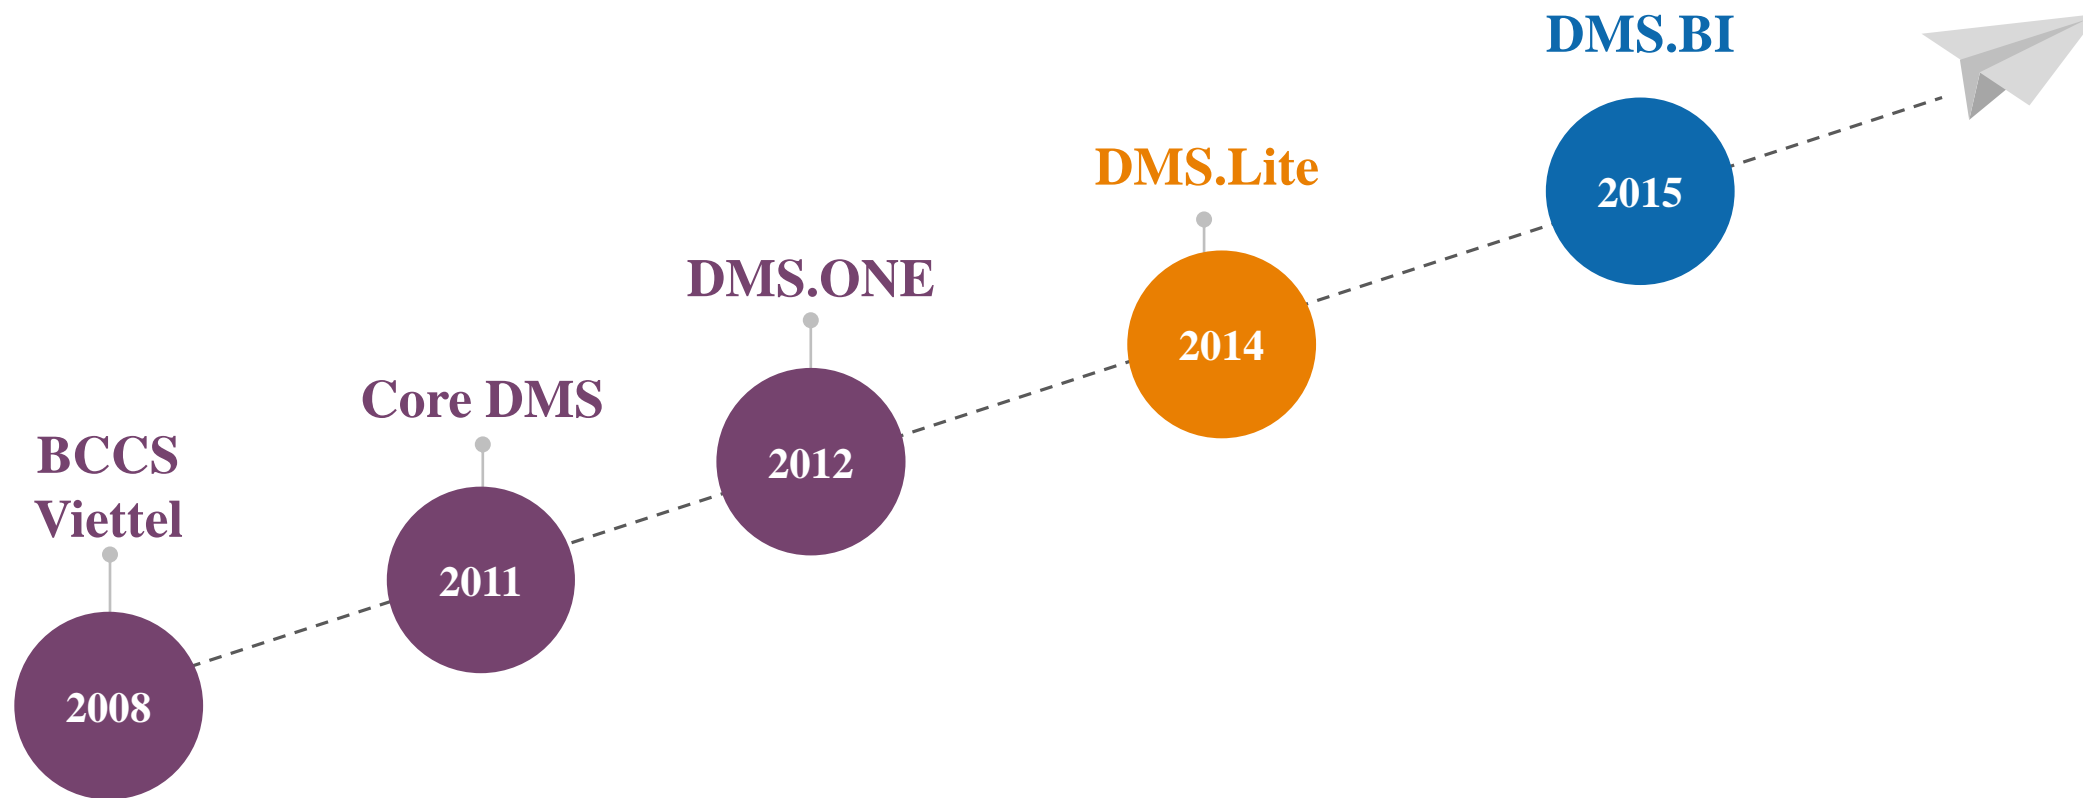 BCCS
Viettel
2008
Core DMS
2011
DMS.ONE
2012
DMS.Lite
2014
DMS.BI
2015